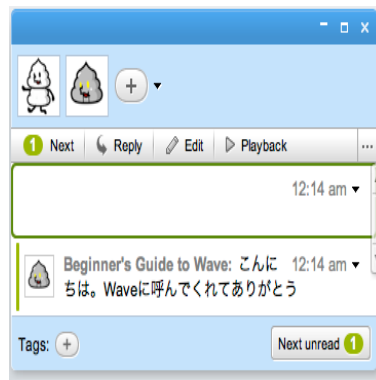 1 Next Reply Edit Playback ...
12:14 am
Beginner's Guide to Wave: こんに 12:14 am
ちは。Waveに呼んでくれてありがとう
Tags: + Next unread 1